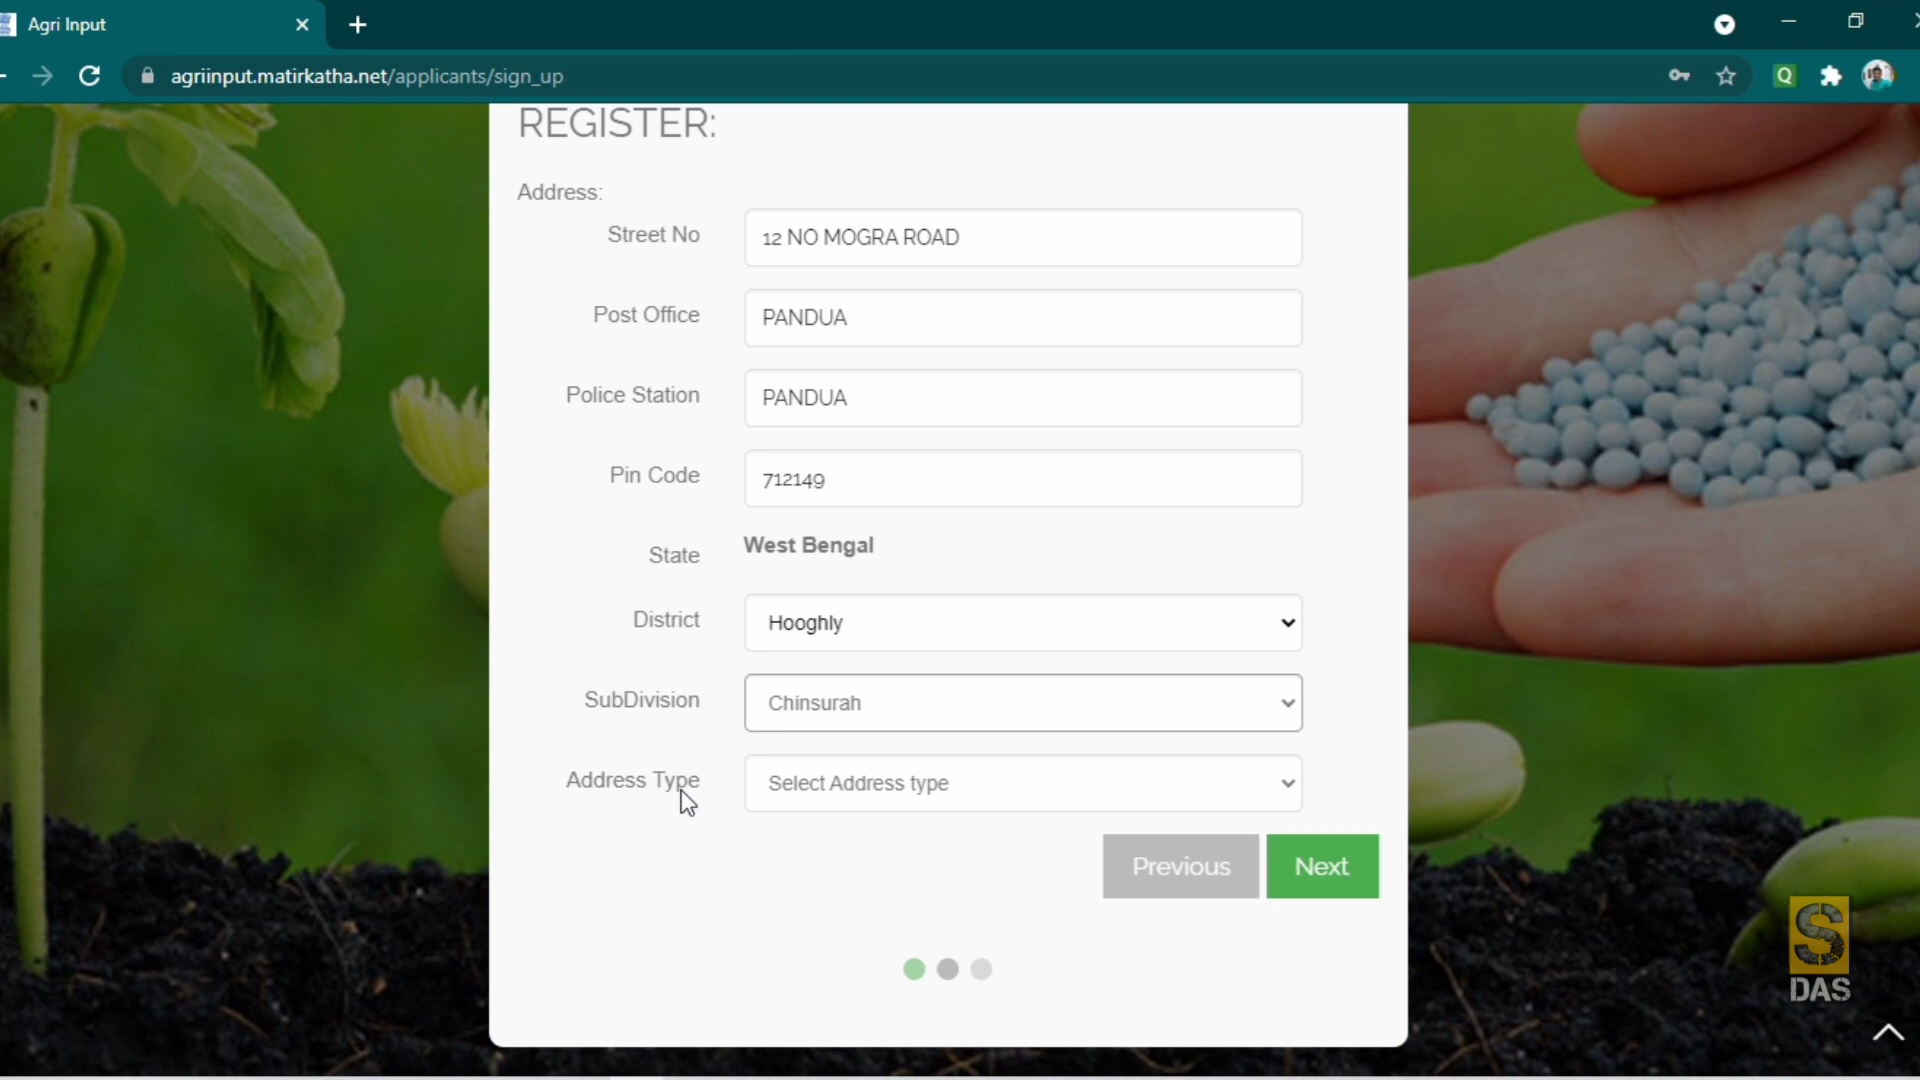 Agri Input
agriinput.matirkatha.net/applicants/sign_up
Q
REGISTER:
Address:
Street No 12 NO MOGRA ROAD
Post Office PANDUA
Police Station PANDUA
Pin Code 712149
State West Bengal
District Hooghly
SubDivision Chinsurah
Address Type Select Address type
Previous Next
S
DAS